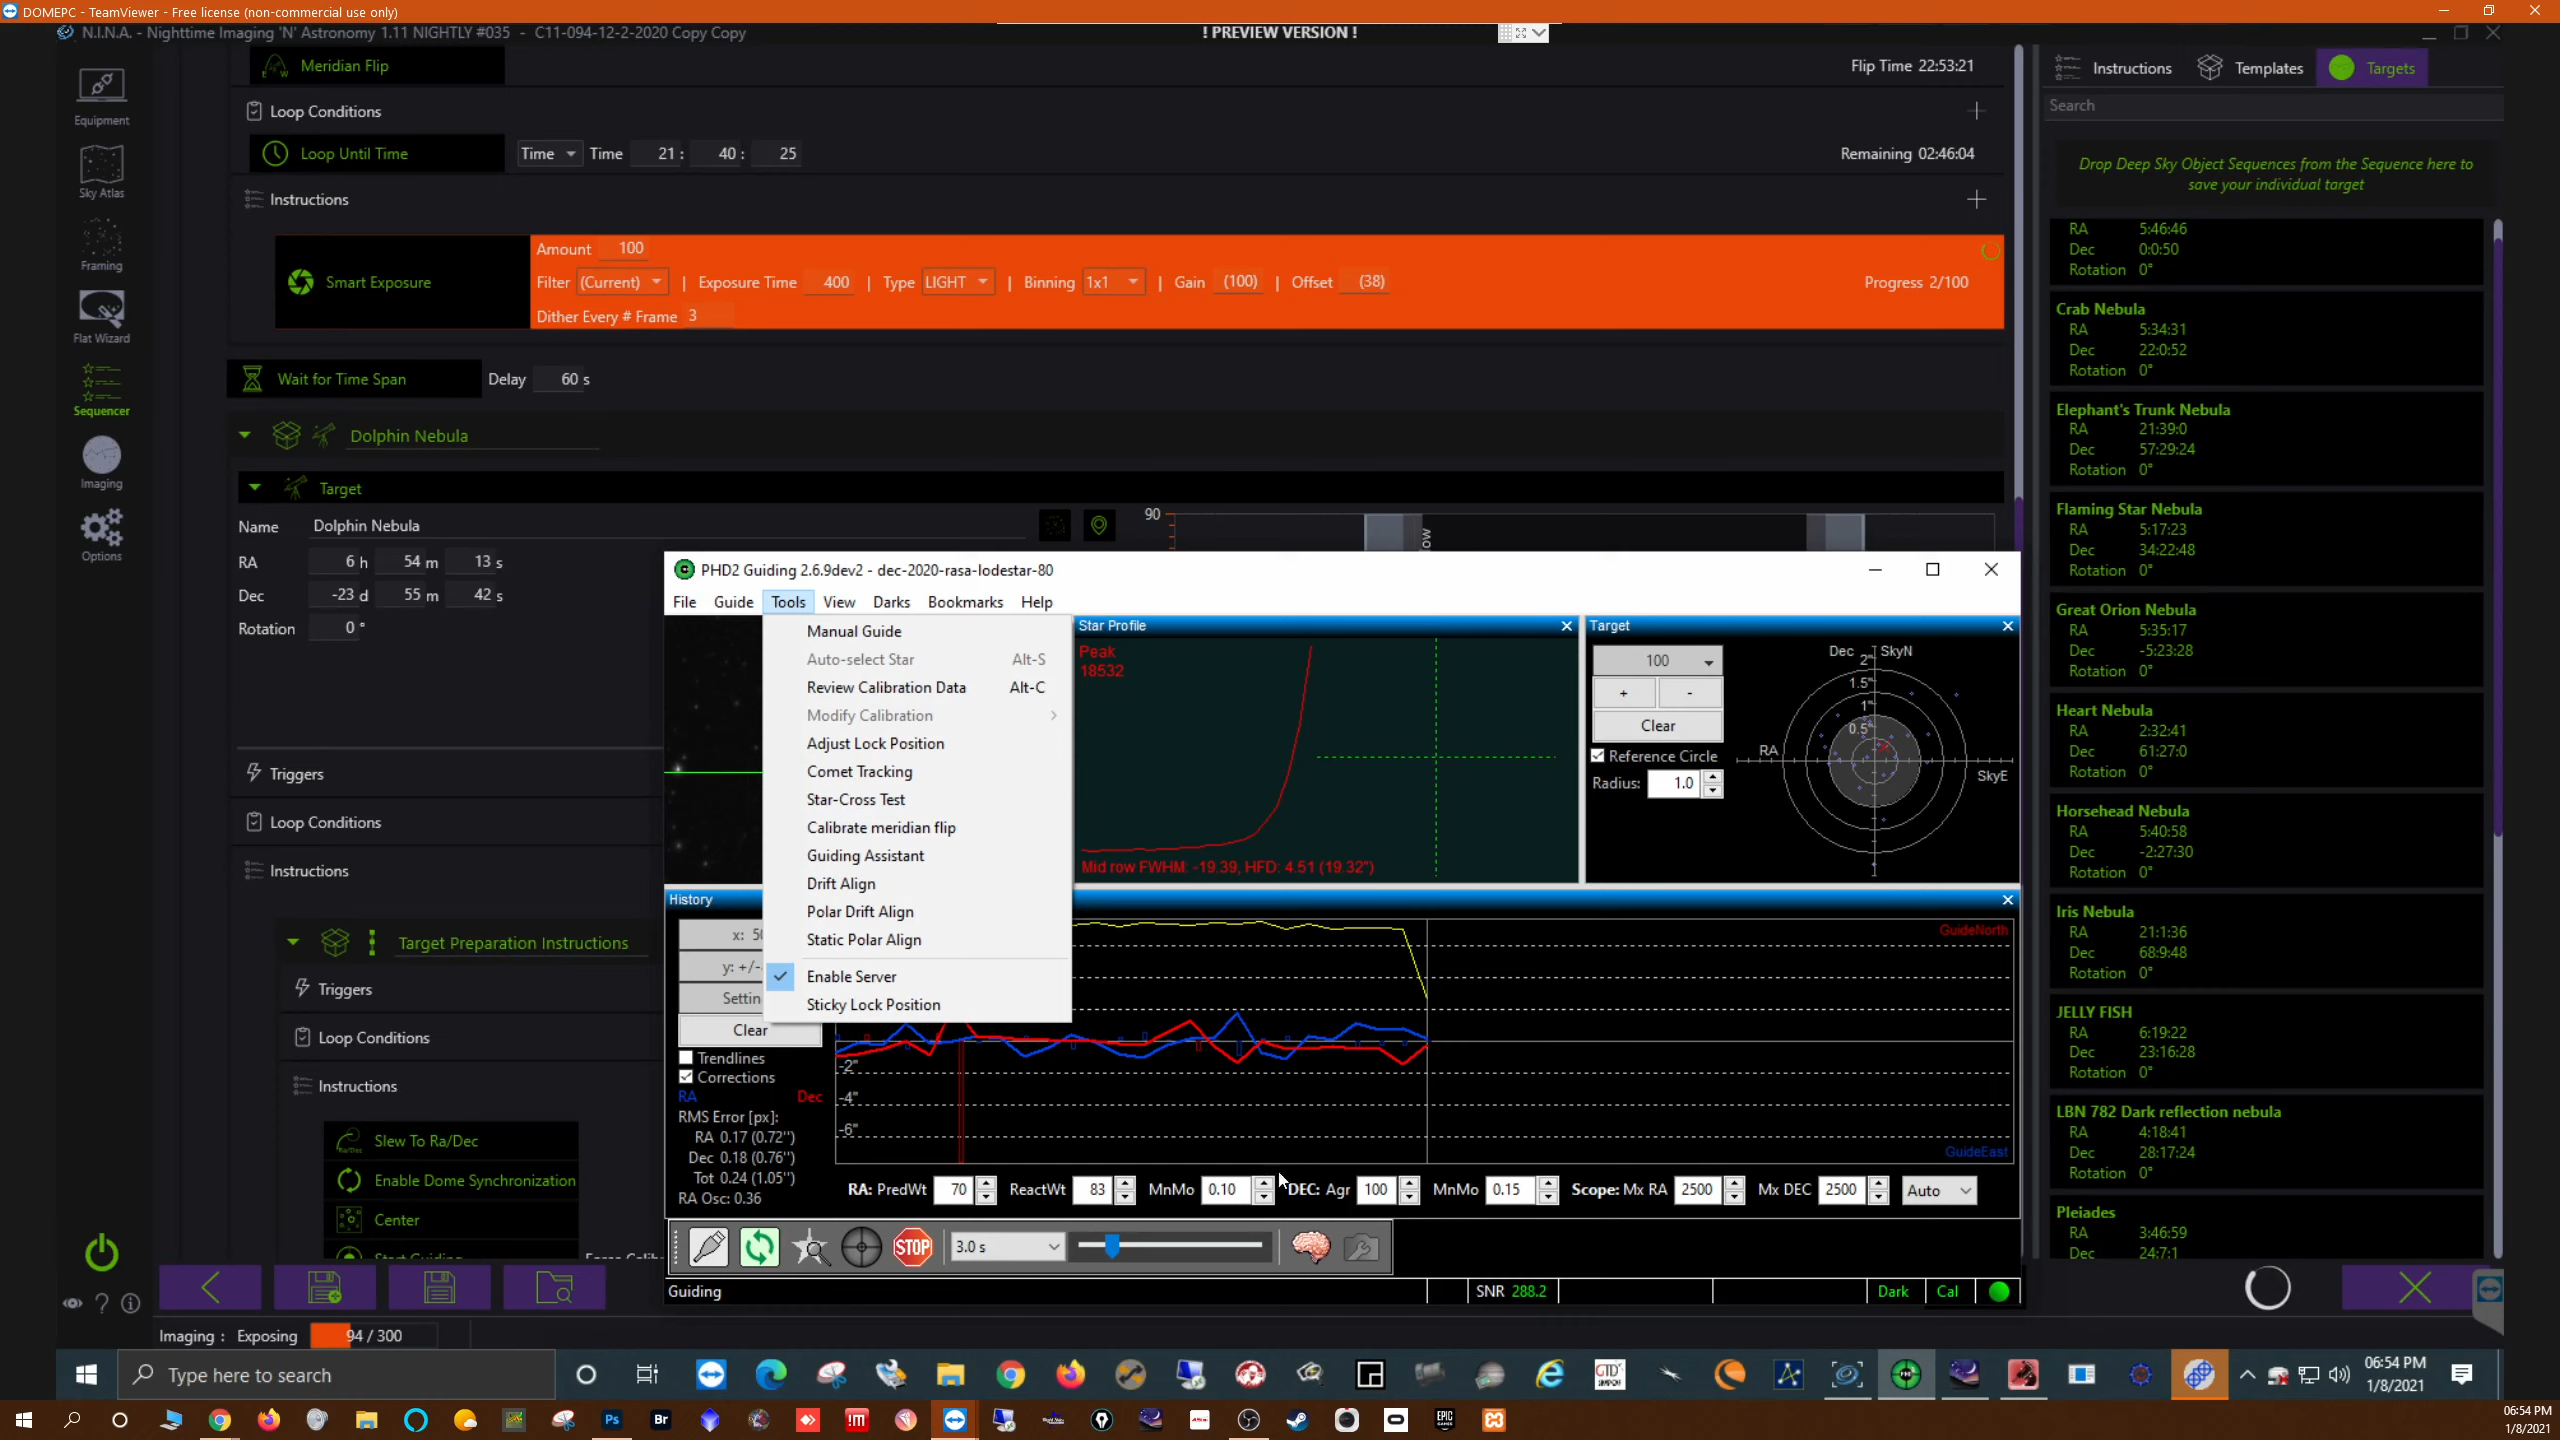 DOMEPC - TeamViewer - Free license (non-commercial use only)
N.I.N.A. - Nighttime Imaging 'N' Astronomy 1.11 NIGHTLY #035 - C11-094-12-2-2020 Copy Copy
! PREVIEW VERSION !
Meridian Flip
Flip Time 22:53:21
Loop Conditions
Loop Until Time
Time Time 21 : 40 : 25
Remaining 02:46:04
Instructions
Smart Exposure
Amount 100
Filter (Current) | Exposure Time 400 | Type LIGHT | Binning 1x1 | Gain (100) | Offset (38)
Progress 2/100
Dither Every # Frame 3
Wait for Time Span
Delay 60 s
Dolphin Nebula
Target
Name Dolphin Nebula
RA 6 h 54 m 13 s
Dec -23 d 55 m 42 s
Rotation 0 °
90
Triggers
Loop Conditions
Instructions
Target Preparation Instructions
Triggers
Loop Conditions
Instructions
Slew To Ra/Dec
Enable Dome Synchronization
Center
Equipment
Sky Atlas
Framing
Flat Wizard
Sequencer
Imaging
Options
Imaging : Exposing 94 / 300
PHD2 Guiding 2.6.9dev2 - dec-2020-rasa-lodestar-80
File Guide Tools View Darks Bookmarks Help
Manual Guide
Auto-select Star Alt-S
Review Calibration Data Alt-C
Modify Calibration
Adjust Lock Position
Comet Tracking
Star-Cross Test
Calibrate meridian flip
Guiding Assistant
Drift Align
Polar Drift Align
Static Polar Align
Enable Server
Sticky Lock Position
Star Profile
Peak
18532
Mid row FWHM: -19.39, HFD: 4.51 (19.32")
Target
100
+ -
Clear
Reference Circle
Radius: 1.0
Dec 2" SkyN
1.5"
1"
0.5"
RA
SkyE
History
x: 50
y: +/-
Settin
Clear
Trendlines
Corrections
RA Dec
RMS Error [px]:
RA 0.17 (0.72'')
Dec 0.18 (0.76'')
Tot 0.24 (1.05'')
RA Osc: 0.36
GuideNorth
-2"
-4"
-6"
GuideEast
RA: PredWt 70 ReactWt 83 MnMo 0.10 DEC: Agr 100 MnMo 0.15 Scope: Mx RA 2500 Mx DEC 2500 Auto
STOP
3.0 s
Guiding
SNR 288.2
Dark Cal
Instructions
Templates
Targets
Search
Drop Deep Sky Object Sequences from the Sequence here to
save your individual target
RA 5:46:46
Dec 0:0:50
Rotation 0°
Crab Nebula
RA 5:34:31
Dec 22:0:52
Rotation 0°
Elephant's Trunk Nebula
RA 21:39:0
Dec 57:29:24
Rotation 0°
Flaming Star Nebula
RA 5:17:23
Dec 34:22:48
Rotation 0°
Great Orion Nebula
RA 5:35:17
Dec -5:23:28
Rotation 0°
Heart Nebula
RA 2:32:41
Dec 61:27:0
Rotation 0°
Horsehead Nebula
RA 5:40:58
Dec -2:27:30
Rotation 0°
Iris Nebula
RA 21:1:36
Dec 68:9:48
Rotation 0°
JELLY FISH
RA 6:19:22
Dec 23:16:28
Rotation 0°
LBN 782 Dark reflection nebula
RA 4:18:41
Dec 28:17:24
Rotation 0°
Pleiades
RA 3:46:59
Dec 24:7:1
Type here to search
06:54 PM
1/8/2021
Ps
Br
06:54 PM
1/8/2021